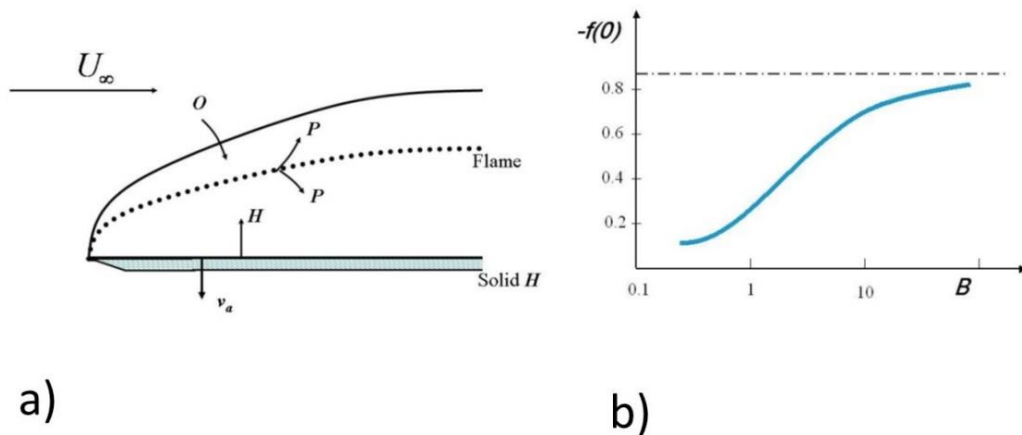 U∞
O
P
P
Flame
H
Solid H
va
a)
-f(0)
0.8
0.6
0.4
0.2
0.1 1 10 B
b)